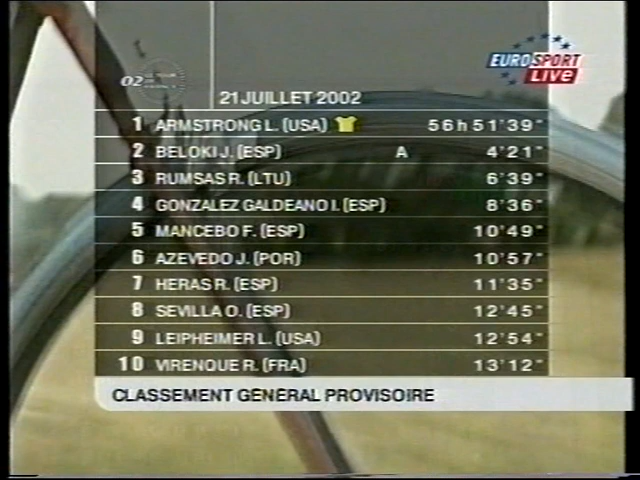 EUROSPORT
LIVE
02
21 JUILLET 2002
1 ARMSTRONG L. (USA) 56h51'39"
2 BELOKI J. (ESP) A 4'21"
3 RUMSAS R. (LTU) 6'39"
4 GONZALEZ GALDEANO I. (ESP) 8'36"
5 MANCEBO F. (ESP) 10'49"
6 AZEVEDO J. (POR) 10'57"
7 HERAS R. (ESP) 11'35"
8 SEVILLA O. (ESP) 12'45"
9 LEIPHEIMER L. (USA) 12'54"
10 VIRENQUE R. (FRA) 13'12"
CLASSEMENT GENERAL PROVISOIRE